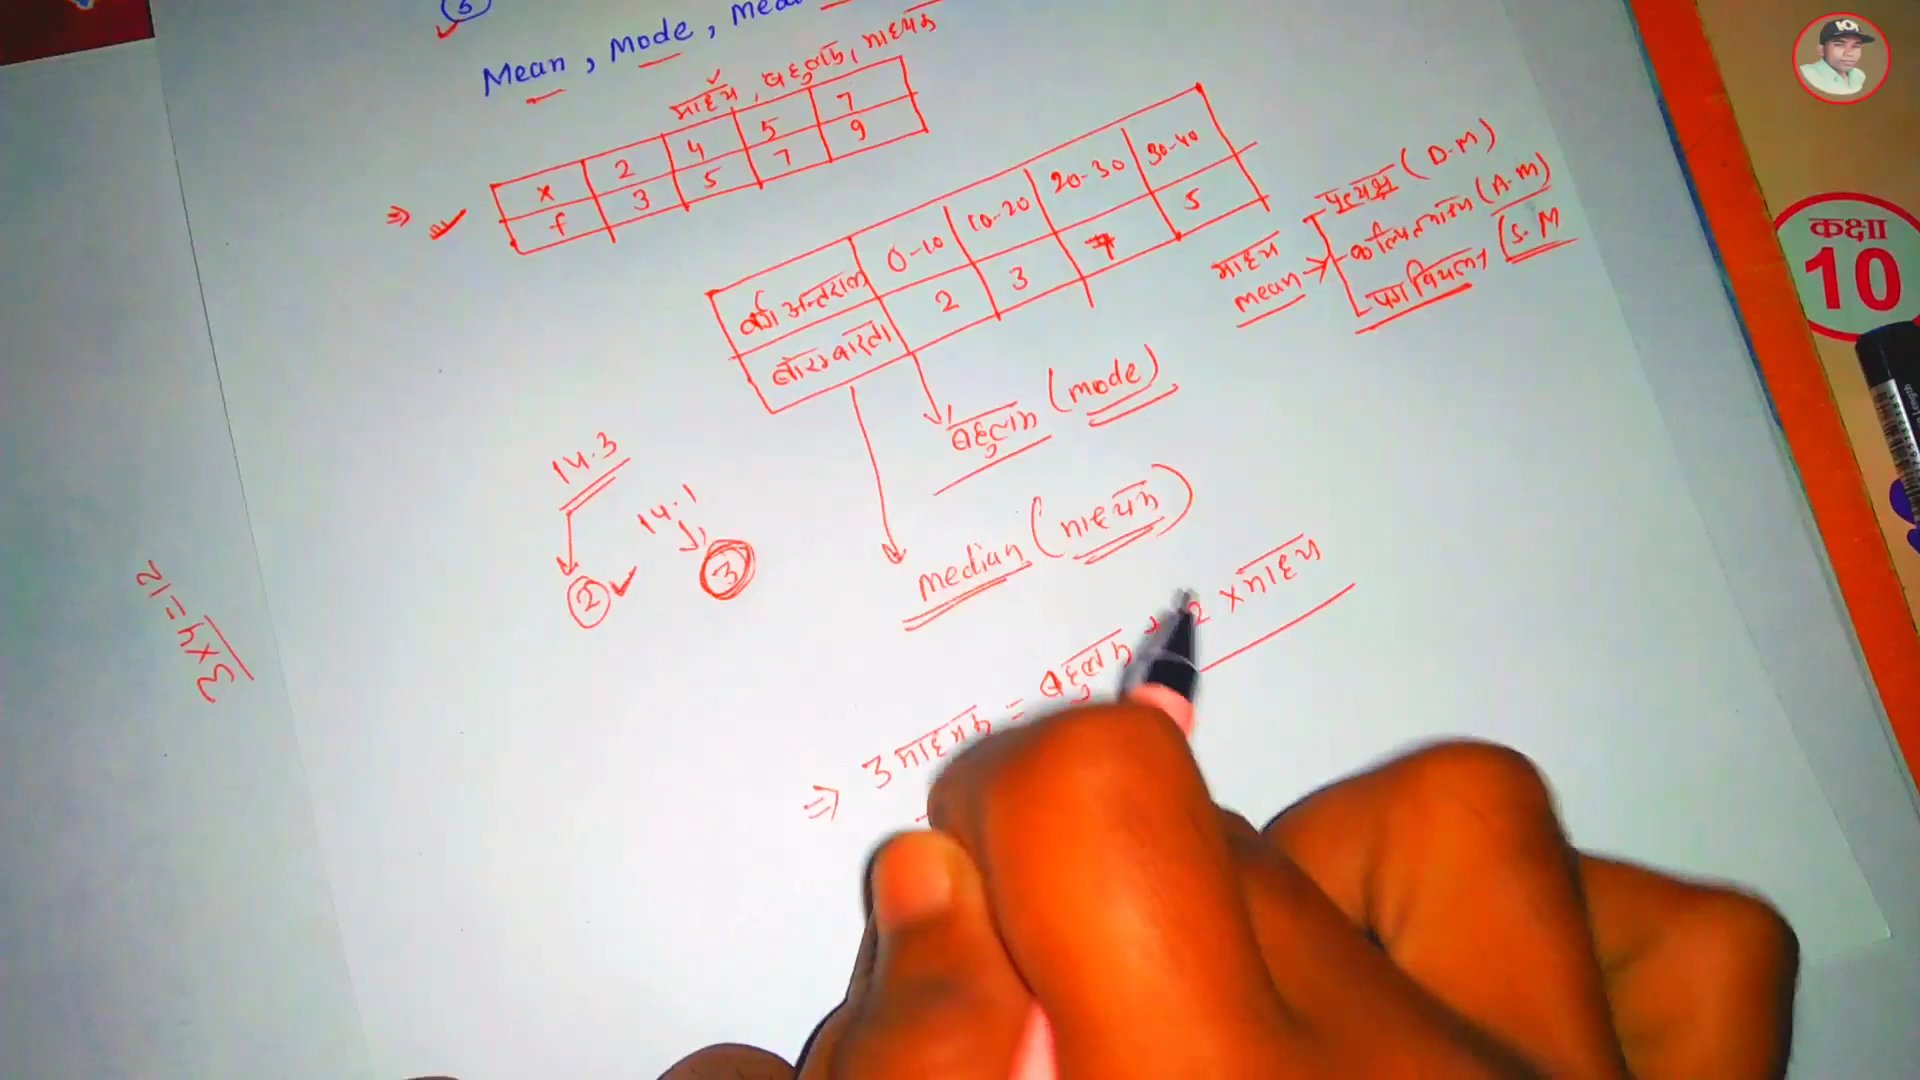 Mean, Mode,
माध्य, बहुलक, माध्यक
x 2 4 5 7
f 3 5 7 9
वर्ग अन्तराल 0-10 10-20 20-30 30-40
बारम्बारता 2 3 7 5
माध्य
mean →
प्रत्यक्ष (D.M)
कल्पित माध्य (A.M)
पग विचलन (S.M
बहुलक (mode)
median (माध्यक)
14.3
2
14.1
3
3×4=12
⇒ 3 माध्यक = बहुलक + 2 × माध्य
कक्षा
10